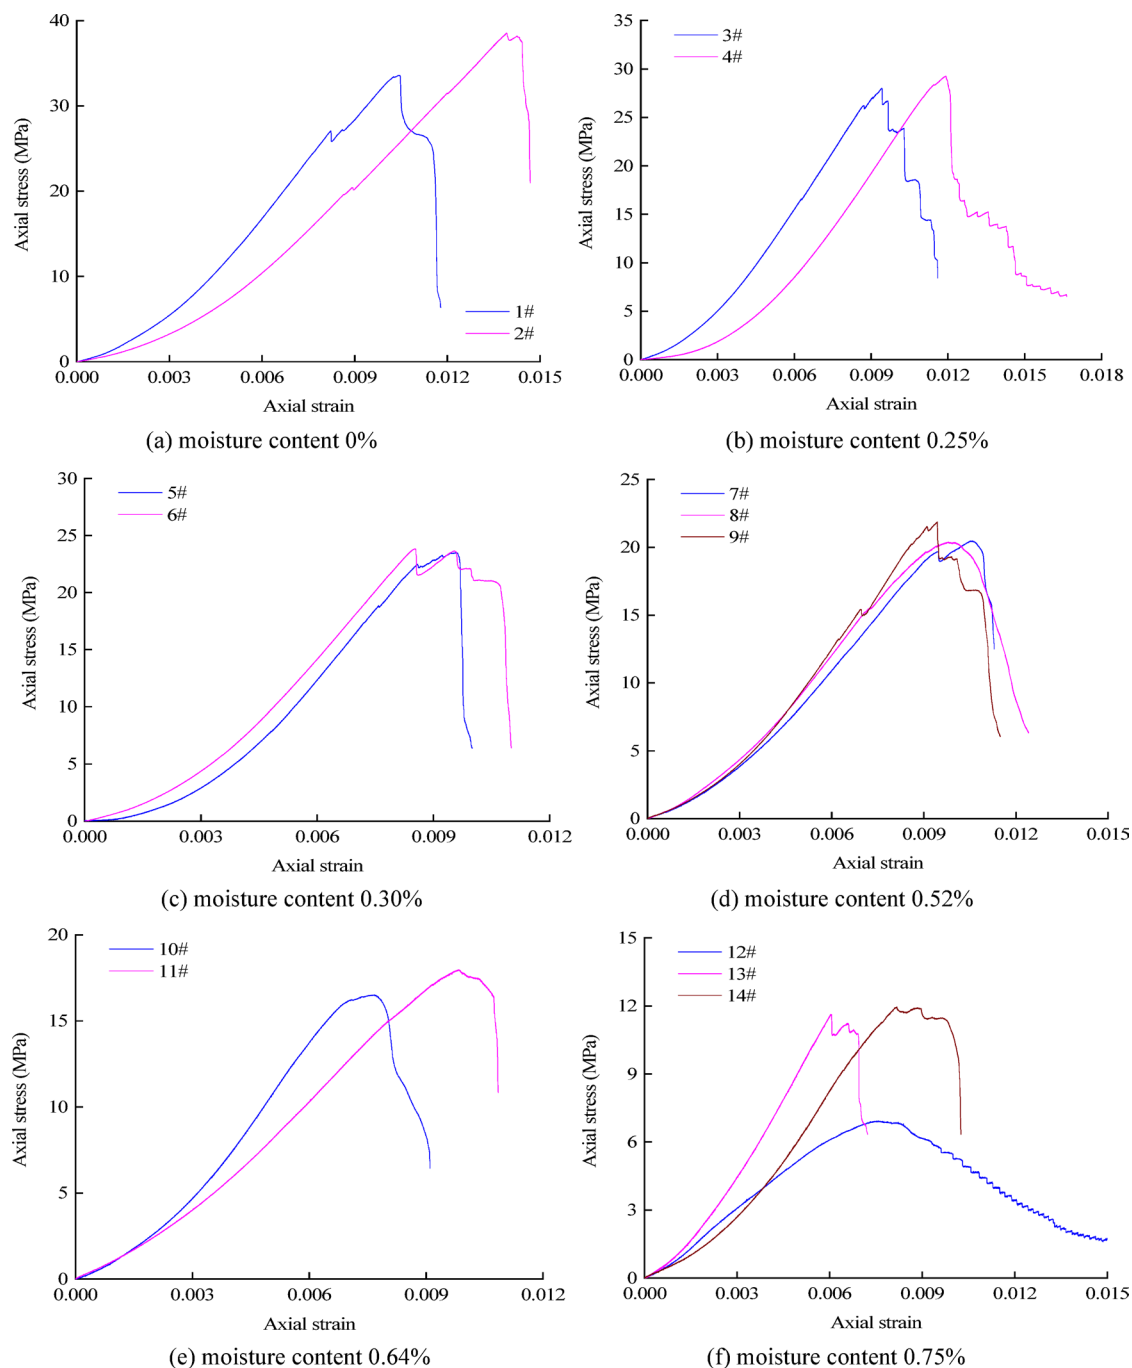 40
30
20
10
0
Axial stress (MPa)
1#
2#
0.000 0.003 0.006 0.009 0.012 0.015
Axial strain
(a) moisture content 0%
35
30
25
20
15
10
5
0
Axial stress (MPa)
3#
4#
0.000 0.003 0.006 0.009 0.012 0.015 0.018
Axial strain
(b) moisture content 0.25%
30
25
20
15
10
5
0
Axial stress (MPa)
5#
6#
0.000 0.003 0.006 0.009 0.012
Axial strain
(c) moisture content 0.30%
25
20
15
10
5
0
Axial stress (MPa)
7#
8#
9#
0.000 0.003 0.006 0.009 0.012 0.015
Axial strain
(d) moisture content 0.52%
20
15
10
5
0
Axial stress (MPa)
10#
11#
0.000 0.003 0.006 0.009 0.012
Axial strain
(e) moisture content 0.64%
15
12
9
6
3
0
Axial stress (MPa)
12#
13#
14#
0.000 0.003 0.006 0.009 0.012 0.015
Axial strain
(f) moisture content 0.75%